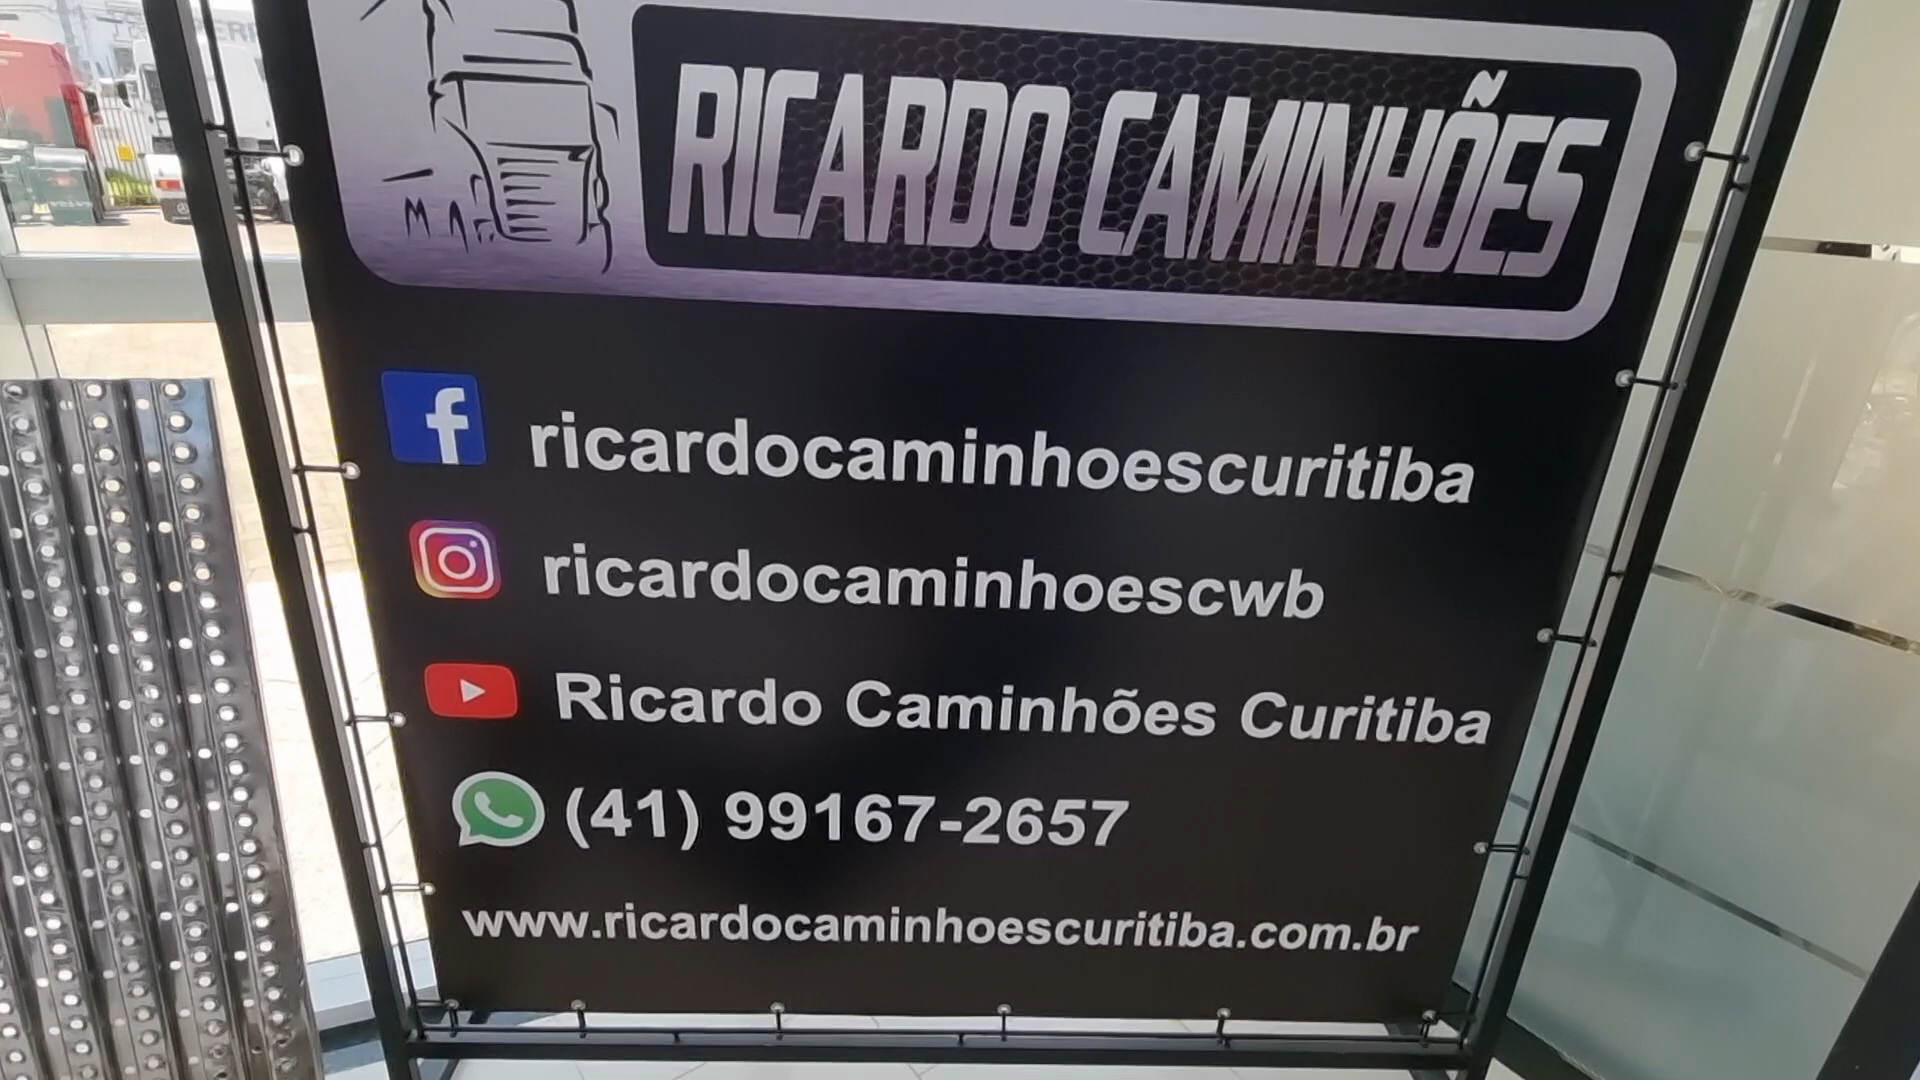 RICARDO CAMINHÕES
ricardocaminhoescuritiba
ricardocaminhoescwb
Ricardo Caminhões Curitiba
(41) 99167-2657
www.ricardocaminhoescuritiba.com.br